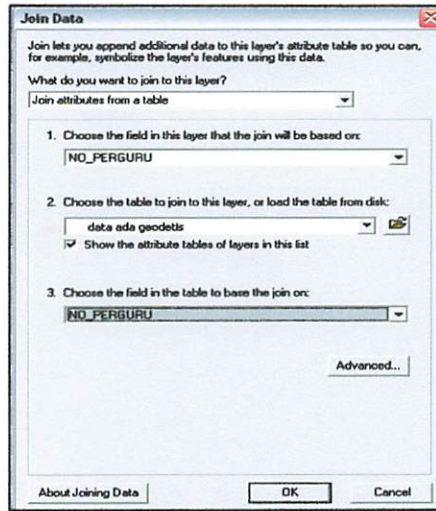 Join Data
Join lets you append additional data to this layer's attribute table so you can,
for example, symbolize the layer's features using this data.
What do you want to join to this layer?
Join attributes from a table
1. Choose the field in this layer that the join will be based on:
NO_PERGURU
2. Choose the table to join to this layer, or load the table from disk:
data ada geodetis
Show the attribute tables of layers in this list
3. Choose the field in the table to base the join on:
NO_PERGURU
Advanced...
About Joining Data
OK
Cancel